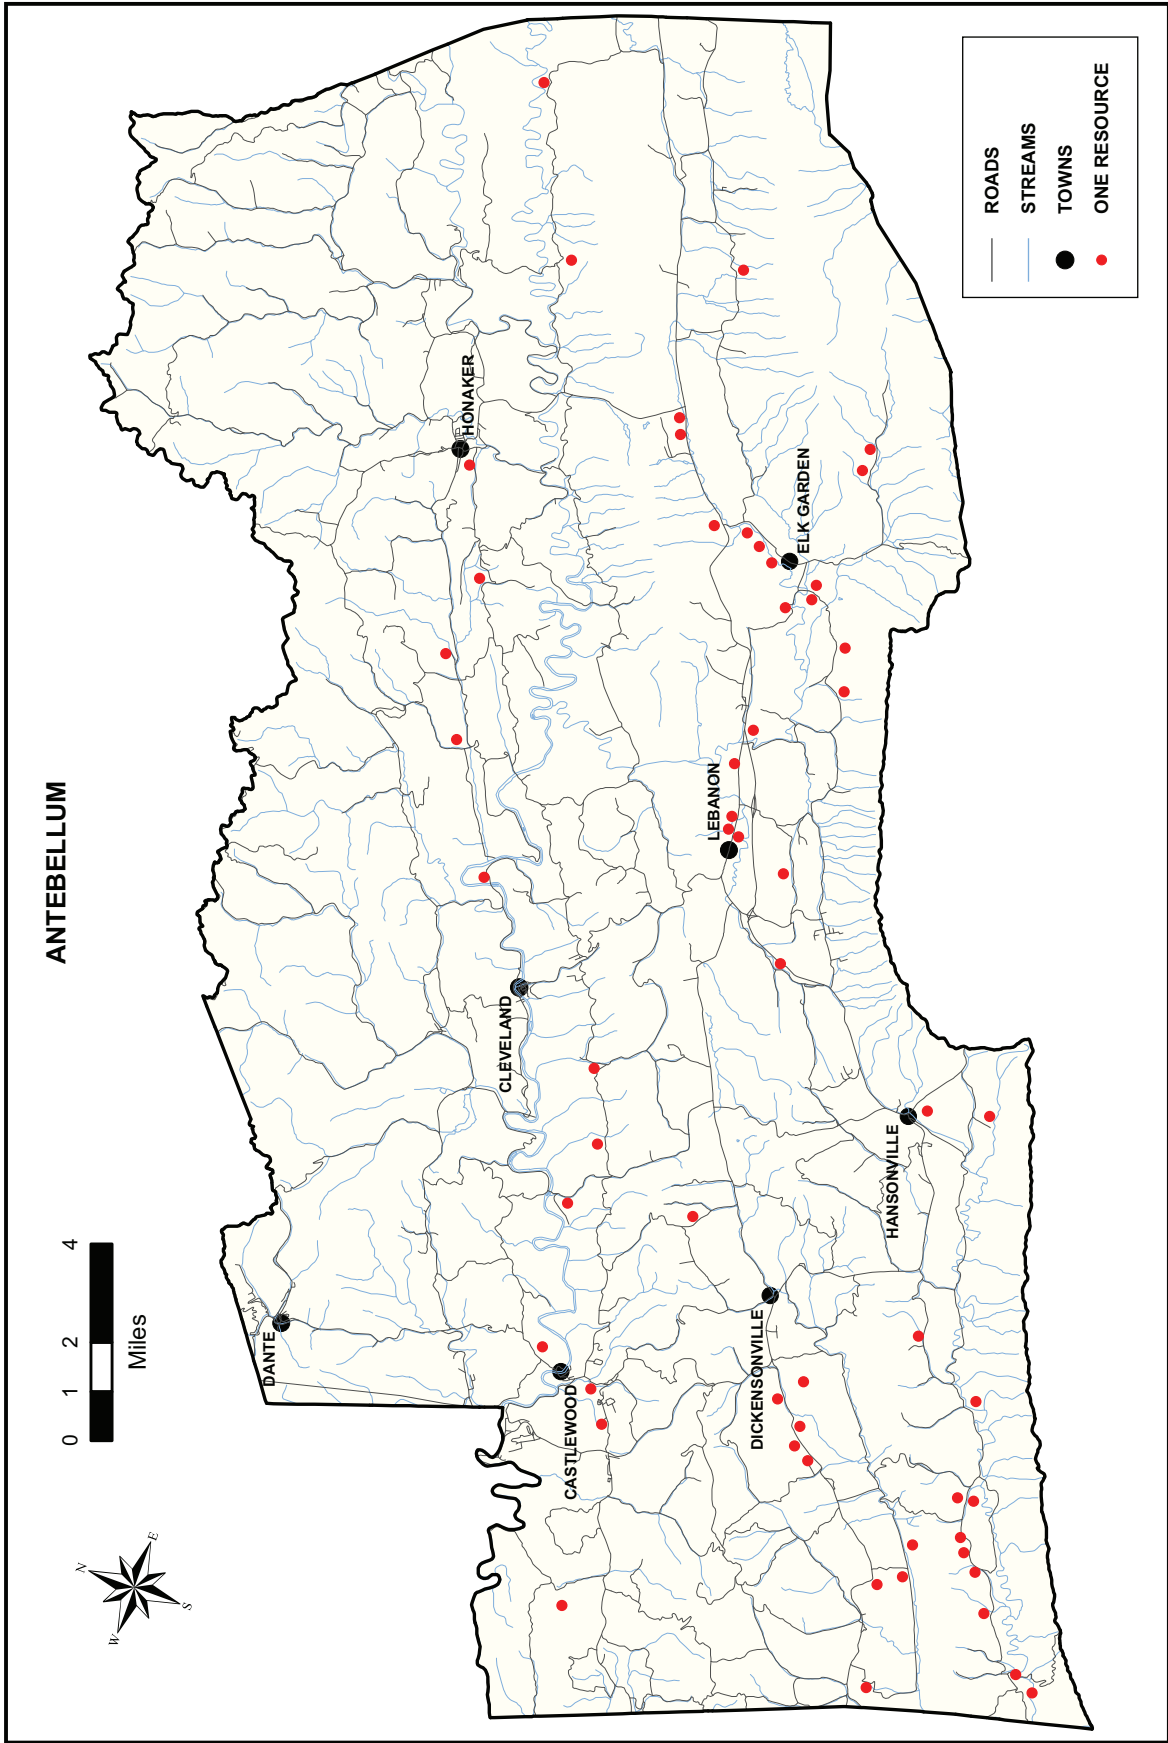 ANTEBELLUM
0 1 2 4
Miles
N
E
S
W
DANTE
HONAKER
CLEVELAND
CASTLEWOOD
LEBANON
ELK GARDEN
DICKENSONVILLE
HANSONVILLE
ROADS
STREAMS
TOWNS
ONE RESOURCE